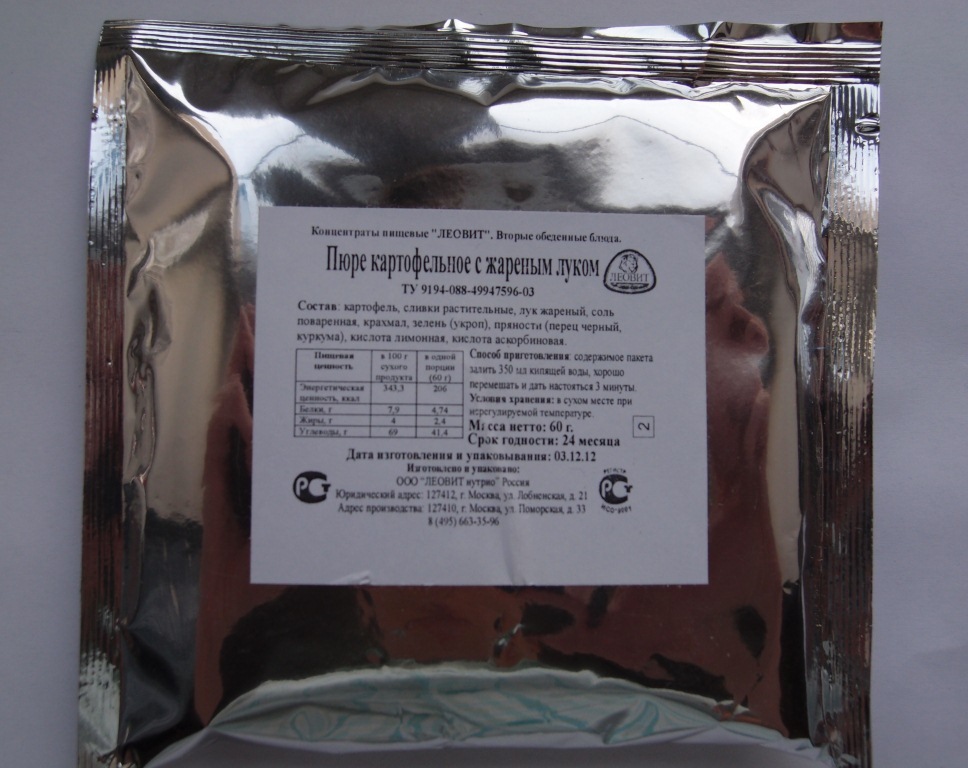 Концентраты пищевые "ЛЕОВИТ". Вторые обеденные блюда.
Пюре картофельное с жареным луком
ЛЕОВИТ
ТУ 9194-088-49947596-03
Состав: картофель, сливки растительные, лук жареный, соль
поваренная, крахмал, зелень (укроп), пряности (перец черный,
куркума), кислота лимонная, кислота аскорбиновая.
Пищевая ценность | в 100 г сухого продукта | в одной порции (60 г)
Энергетическая ценность, ккал | 343,3 | 206
Белки, г | 7,9 | 4,74
Жиры, г | 4 | 2,4
Углеводы, г | 69 | 41,4
Способ приготовления: содержимое пакета
залить 350 мл кипящей воды, хорошо
перемешать и дать настояться 3 минуты.
Условия хранения: в сухом месте при
нерегулируемой температуре.
Масса нетто: 60 г.
Срок годности: 24 месяца
2
Дата изготовления и упаковывания: 03.12.12
Изготовлено и упаковано:
ООО "ЛЕОВИТ нутрио" Россия
Юридический адрес: 127412, г. Москва, ул. Лобненская, д. 21
Адрес производства: 127410, г. Москва, ул. Поморская, д. 33
8 (495) 663-35-96
РСТ
РЕГИСТР
РСТ
ИСО-9001